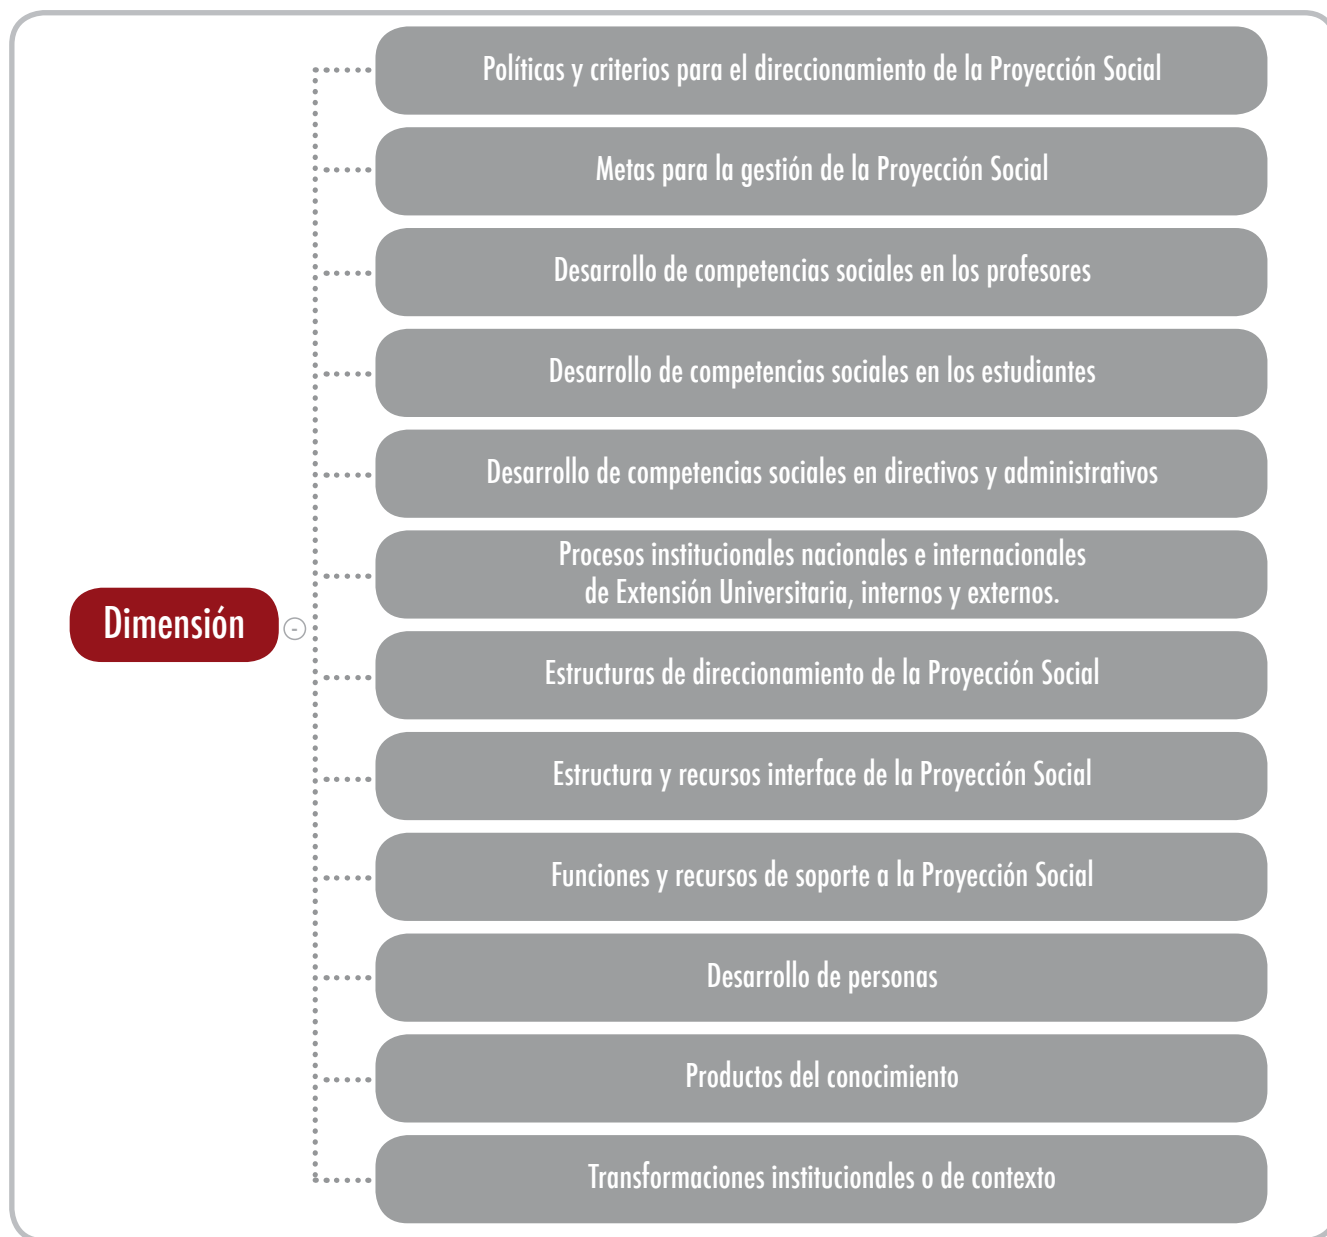 Políticas y criterios para el direccionamiento de la Proyección Social
Metas para la gestión de la Proyección Social
Desarrollo de competencias sociales en los profesores
Desarrollo de competencias sociales en los estudiantes
Desarrollo de competencias sociales en directivos y administrativos
Procesos institucionales nacionales e internacionales
de Extensión Universitaria, internos y externos.
Dimensión
-
Estructuras de direccionamiento de la Proyección Social
Estructura y recursos interface de la Proyección Social
Funciones y recursos de soporte a la Proyección Social
Desarrollo de personas
Productos del conocimiento
Transformaciones institucionales o de contexto